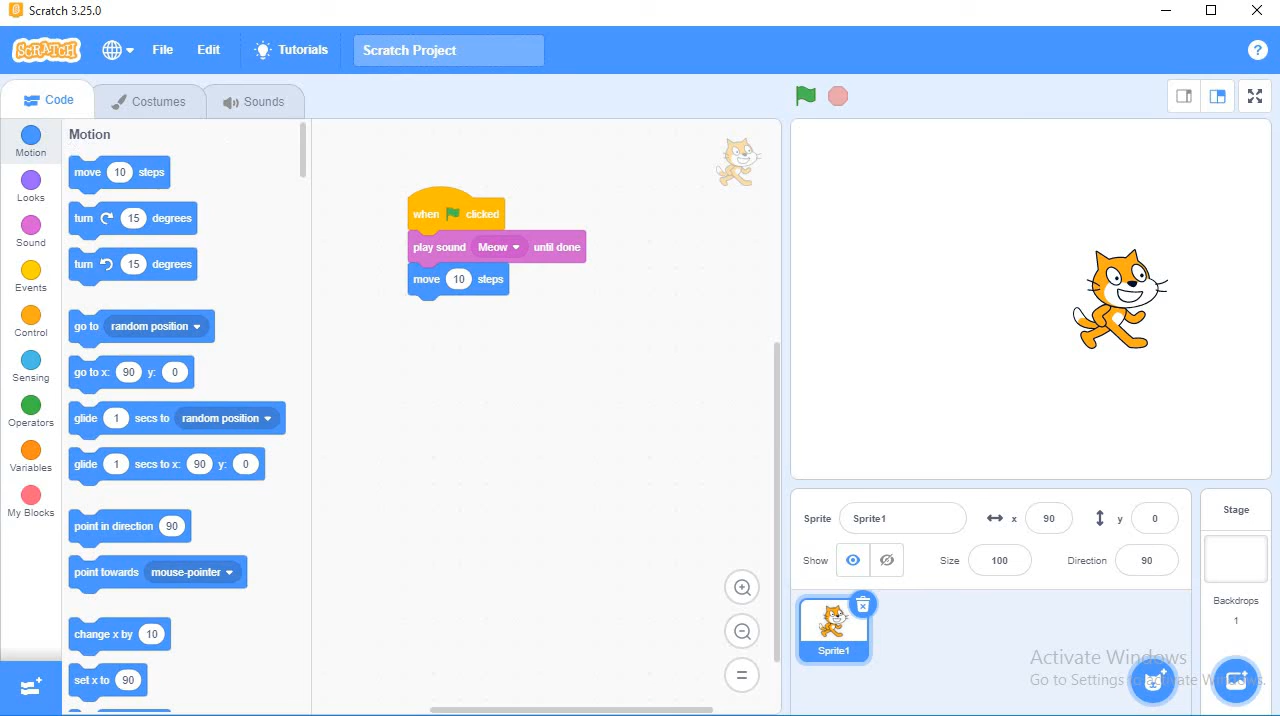 Scratch 3.25.0
SCRATCH File Edit Tutorials Scratch Project ?
Code Costumes Sounds
Motion
Looks
Sound
Events
Control
Sensing
Operators
Variables
My Blocks
Motion
move 10 steps
turn 15 degrees
turn 15 degrees
go to random position
go to x: 90 y: 0
glide 1 secs to random position
glide 1 secs to x: 90 y: 0
point in direction 90
point towards mouse-pointer
change x by 10
set x to 90
when clicked
play sound Meow until done
move 10 steps
Sprite Sprite1 x 90 y 0
Show Size 100 Direction 90
Sprite1
Stage
Backdrops
1
Activate Windows
Go to Settings to activate Windows.